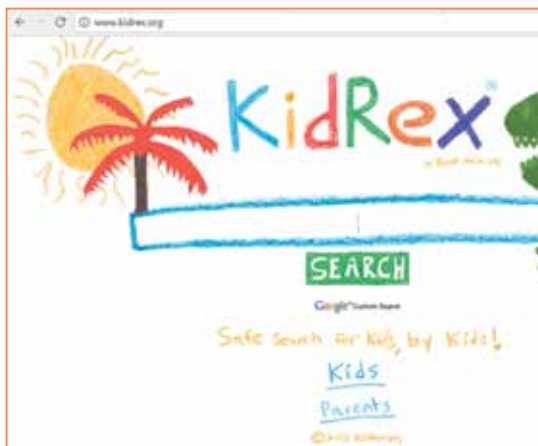 www.kidrex.org
KidRex
SEARCH
Google Custom Search
Safe Search for Kids, by Kids!
Kids
Parents